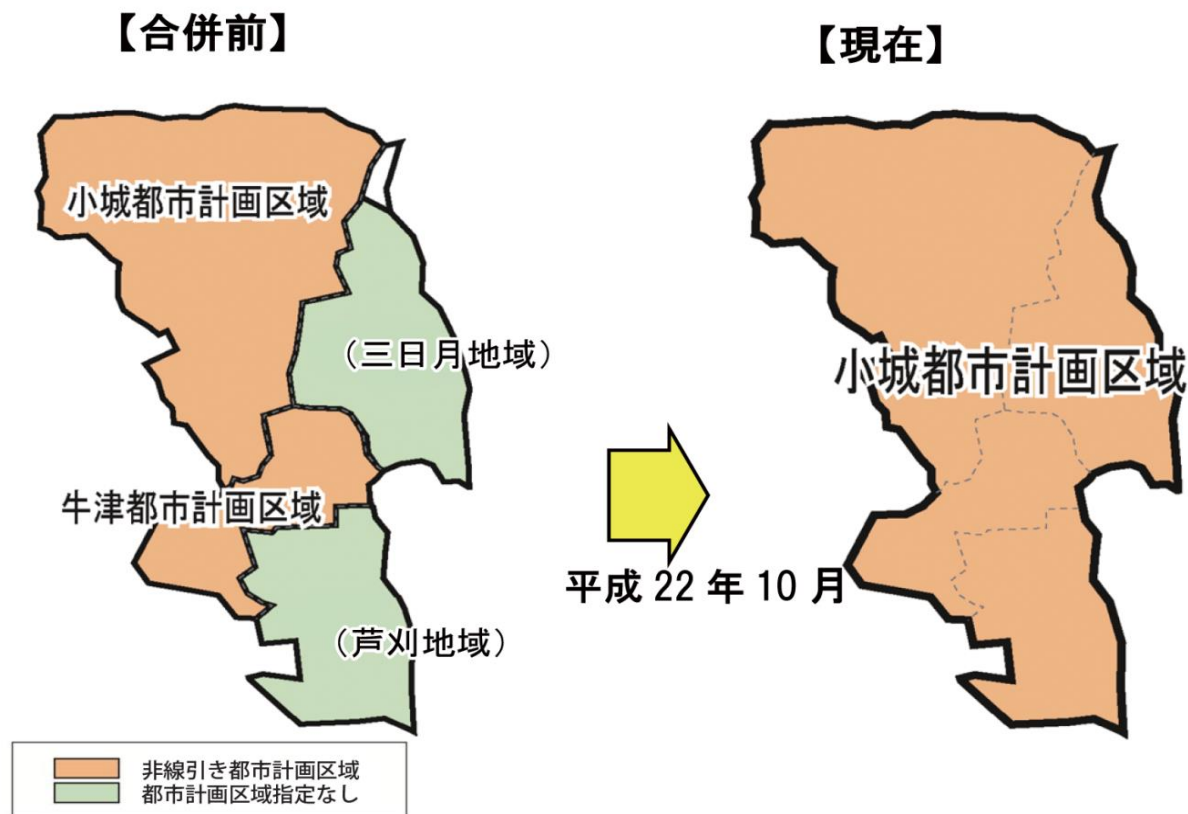 【合併前】
【現在】
小城都市計画区域
（三日月地域）
牛津都市計画区域
（芦刈地域）
小城都市計画区域
平成 22 年 10 月
非線引き都市計画区域
都市計画区域指定なし